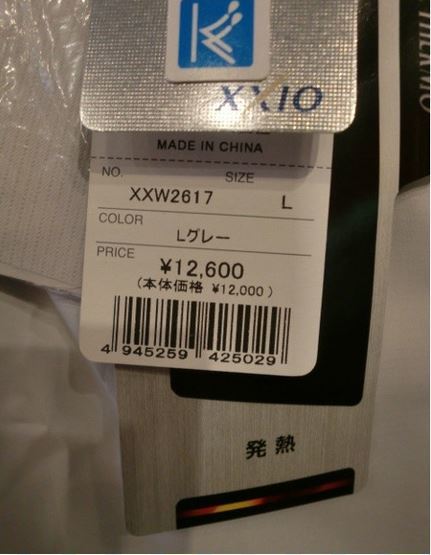 XXIO
MADE IN CHINA
NO. SIZE
XXW2617 L
COLOR
Lグレー
PRICE
¥12,600
(本体価格 ¥12,000)
4 945259 425029
発熱